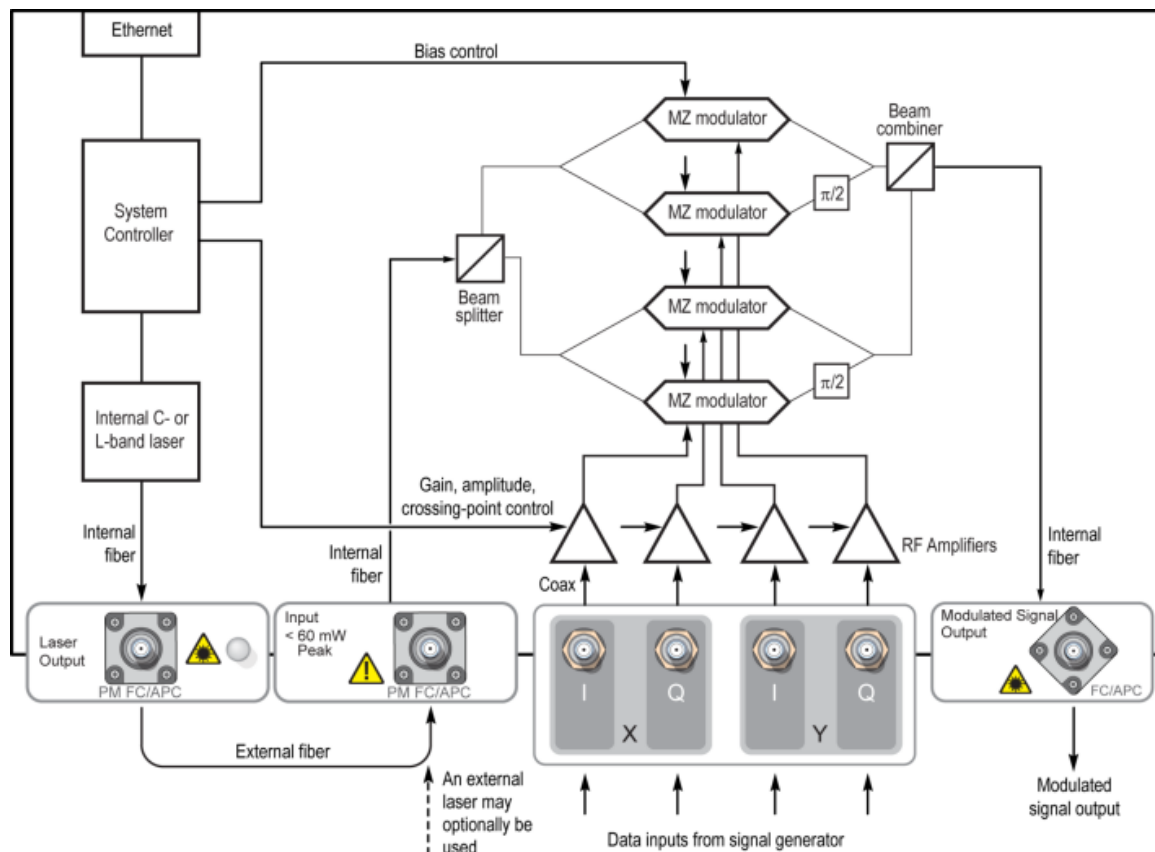 Ethernet
Bias control
MZ modulator
Beam
combiner
System
Controller
MZ modulator
π/2
Beam
splitter
MZ modulator
Internal C- or
L-band laser
MZ modulator
π/2
Gain, amplitude,
crossing-point control
Internal
fiber
Internal
fiber
RF Amplifiers
Internal
fiber
Coax
Laser
Output
PM FC/APC
Input
< 60 mW
Peak
PM FC/APC
I
Q
X
I
Q
Y
Modulated Signal
Output
FC/APC
External fiber
An external
laser may
optionally be
used
Data inputs from signal generator
Modulated
signal output